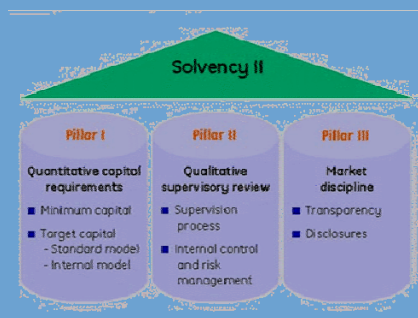 Solvency II
Pillar I
Quantitative capital
requirements
Minimum capital
Target capital
- Standard model
- Internal model
Pillar II
Qualitative
supervisory review
Supervision
process
Internal control
and risk
management
Pillar III
Market
discipline
Transparency
Disclosures